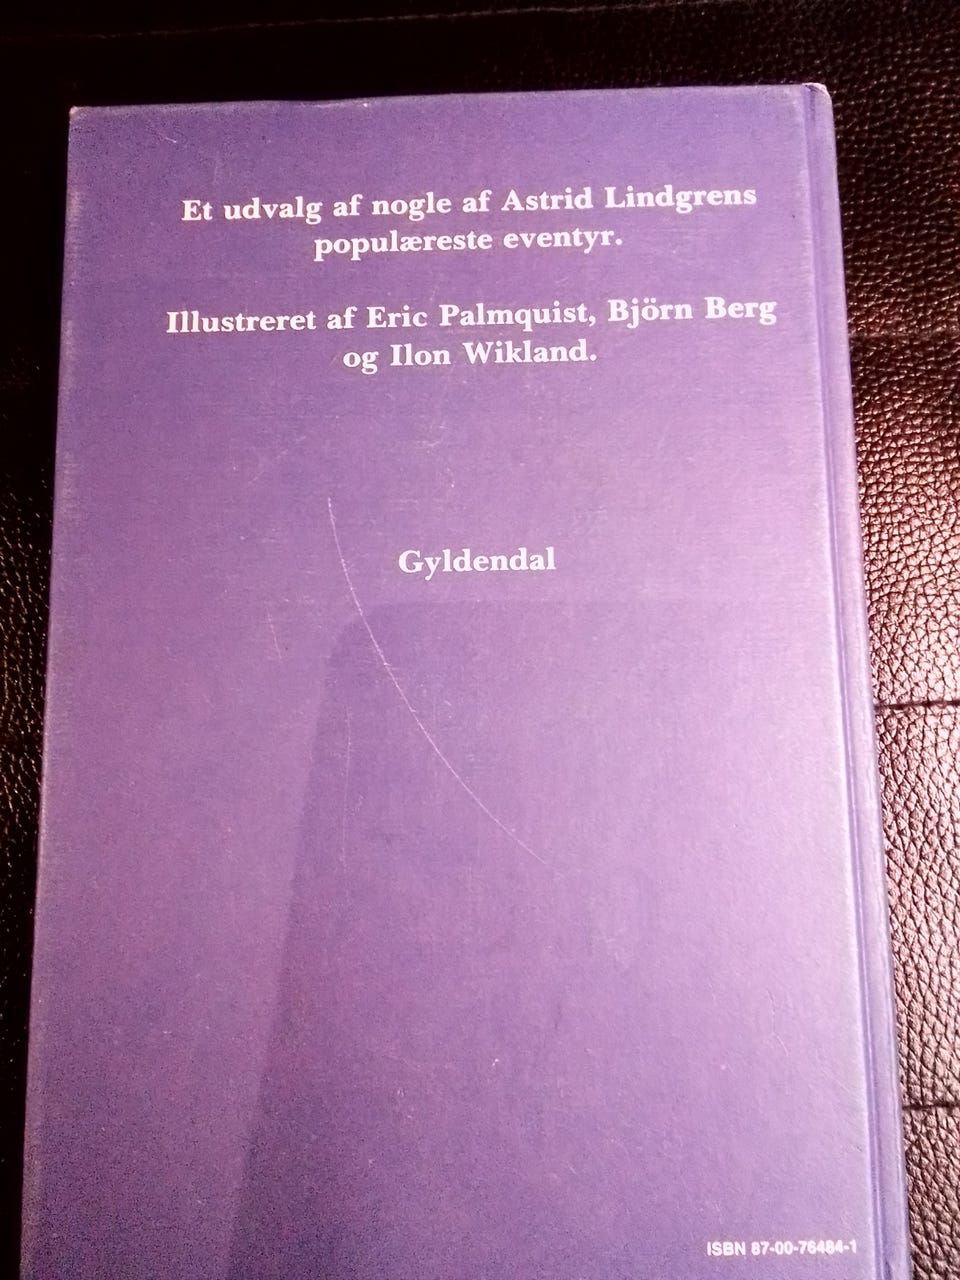 Et udvalg af nogle af Astrid Lindgrens
populæreste eventyr.
Illustreret af Eric Palmquist, Björn Berg
og Ilon Wikland.
Gyldendal
ISBN 87-00-76484-1